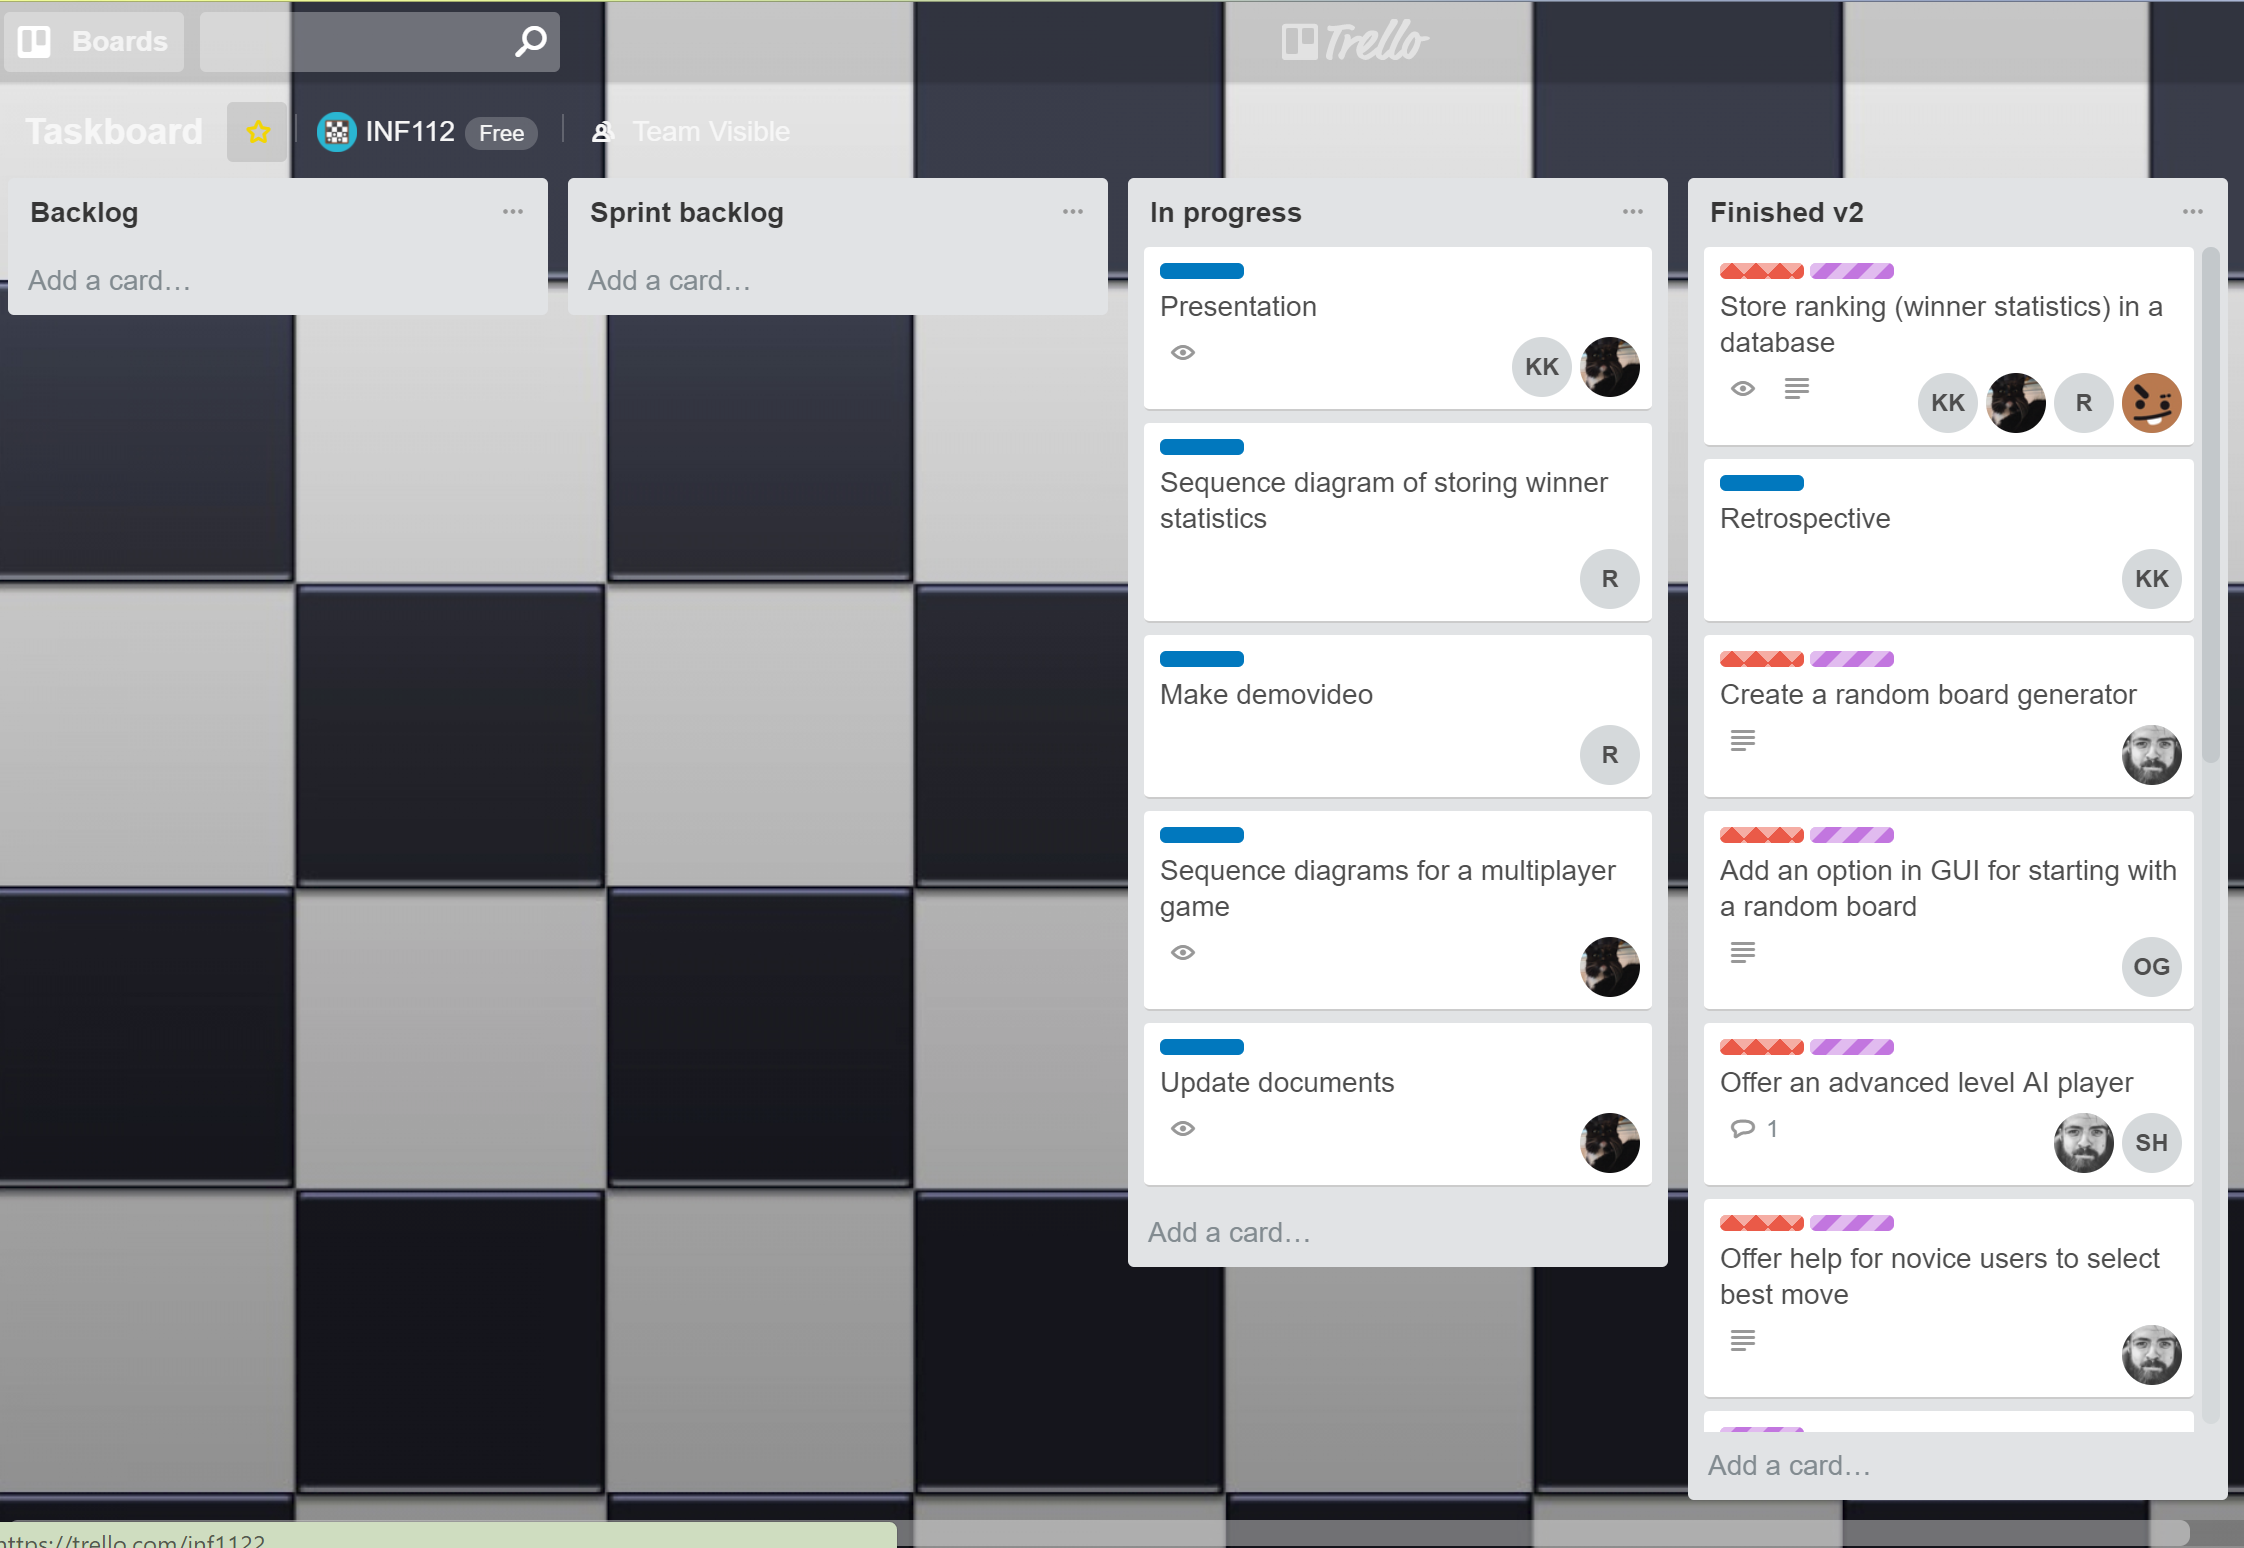 Boards
Trello
Taskboard
INF112 Free
Team Visible
Backlog
Add a card…
Sprint backlog
Add a card…
In progress
Presentation
KK
Sequence diagram of storing winner
statistics
R
Make demovideo
R
Sequence diagrams for a multiplayer
game
Update documents
Add a card…
Finished v2
Store ranking (winner statistics) in a
database
KK R
Retrospective
KK
Create a random board generator
Add an option in GUI for starting with
a random board
OG
Offer an advanced level AI player
1 SH
Offer help for novice users to select
best move
Add a card…
https://trello.com/inf1122